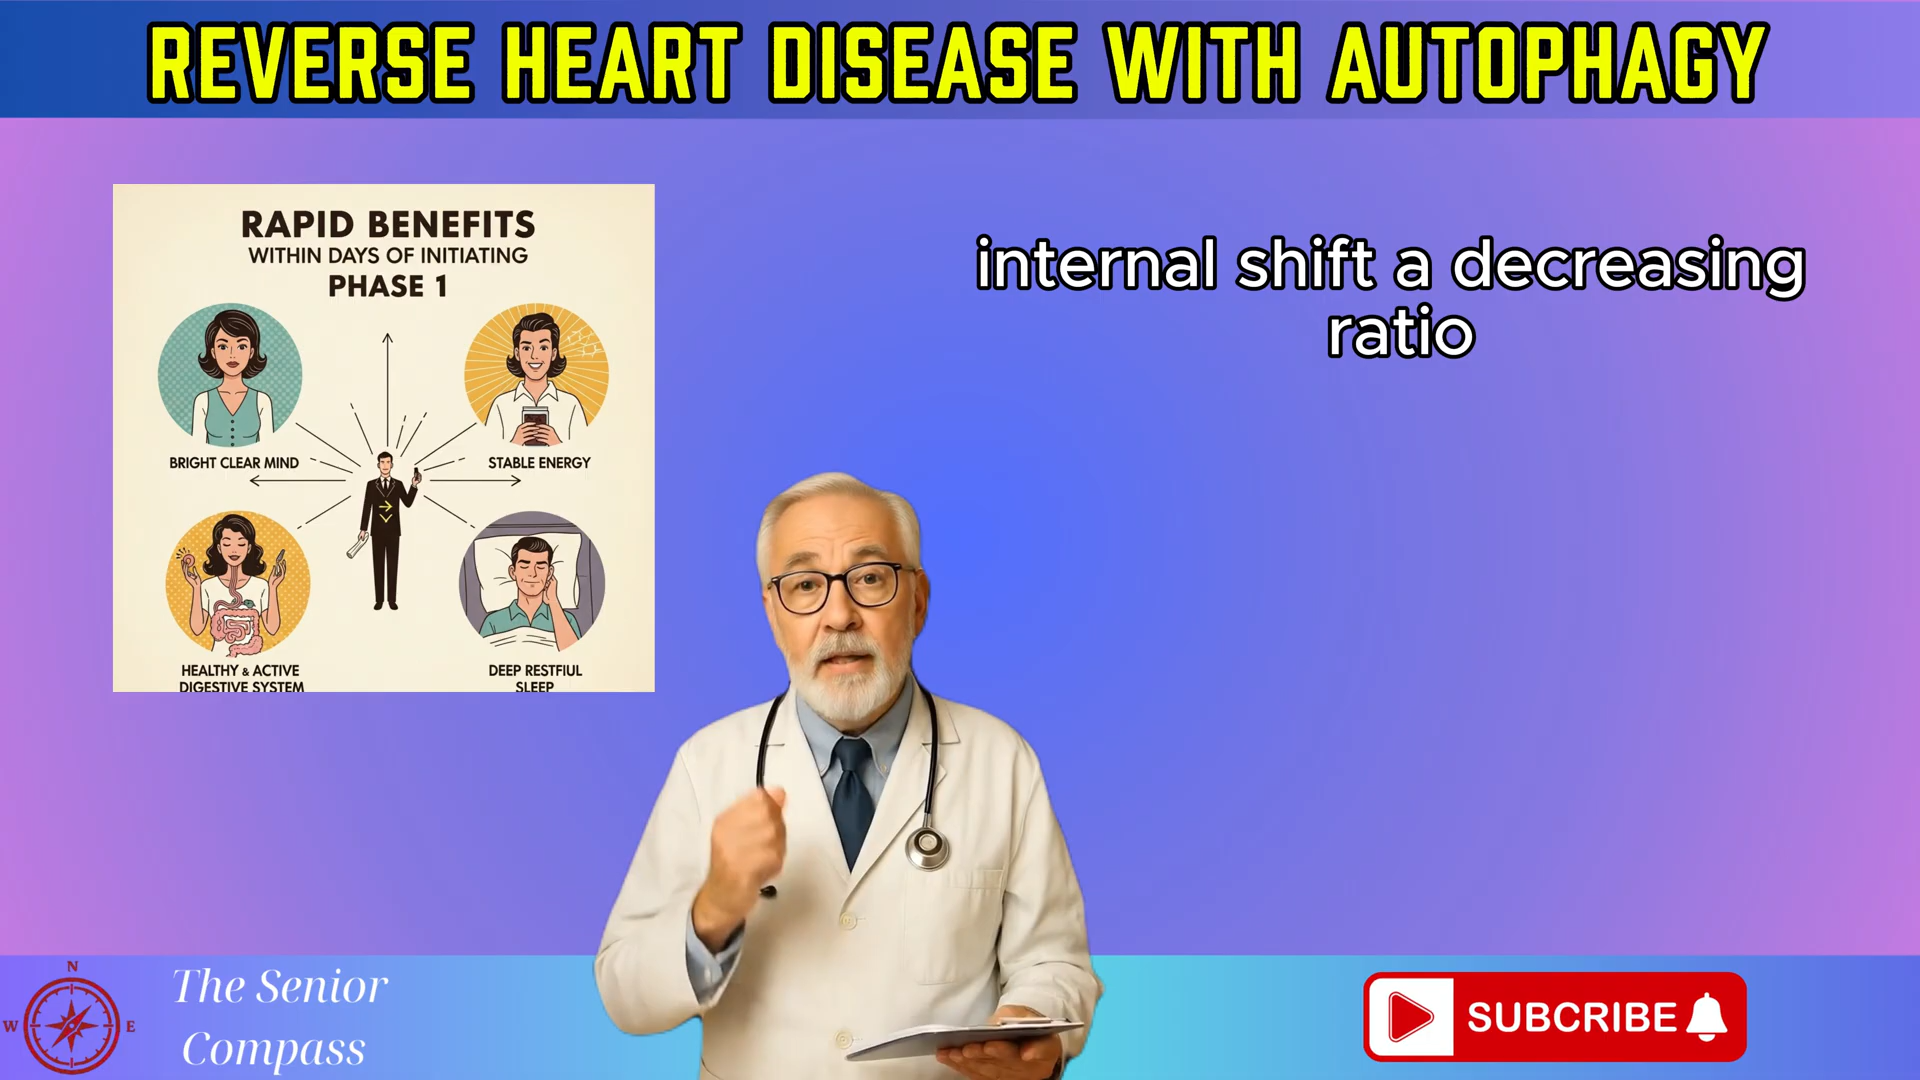 REVERSE HEART DISEASE WITH AUTOPHAGY
RAPID BENEFITS
WITHIN DAYS OF INITIATING
PHASE 1
BRIGHT CLEAR MIND
STABLE ENERGY
HEALTHY & ACTIVE
DIGESTIVE SYSTEM
DEEP RESTFIUL
SLEEP
internal shift a decreasing
ratio
N
W
E
The Senior
Compass
SUBCRIBE